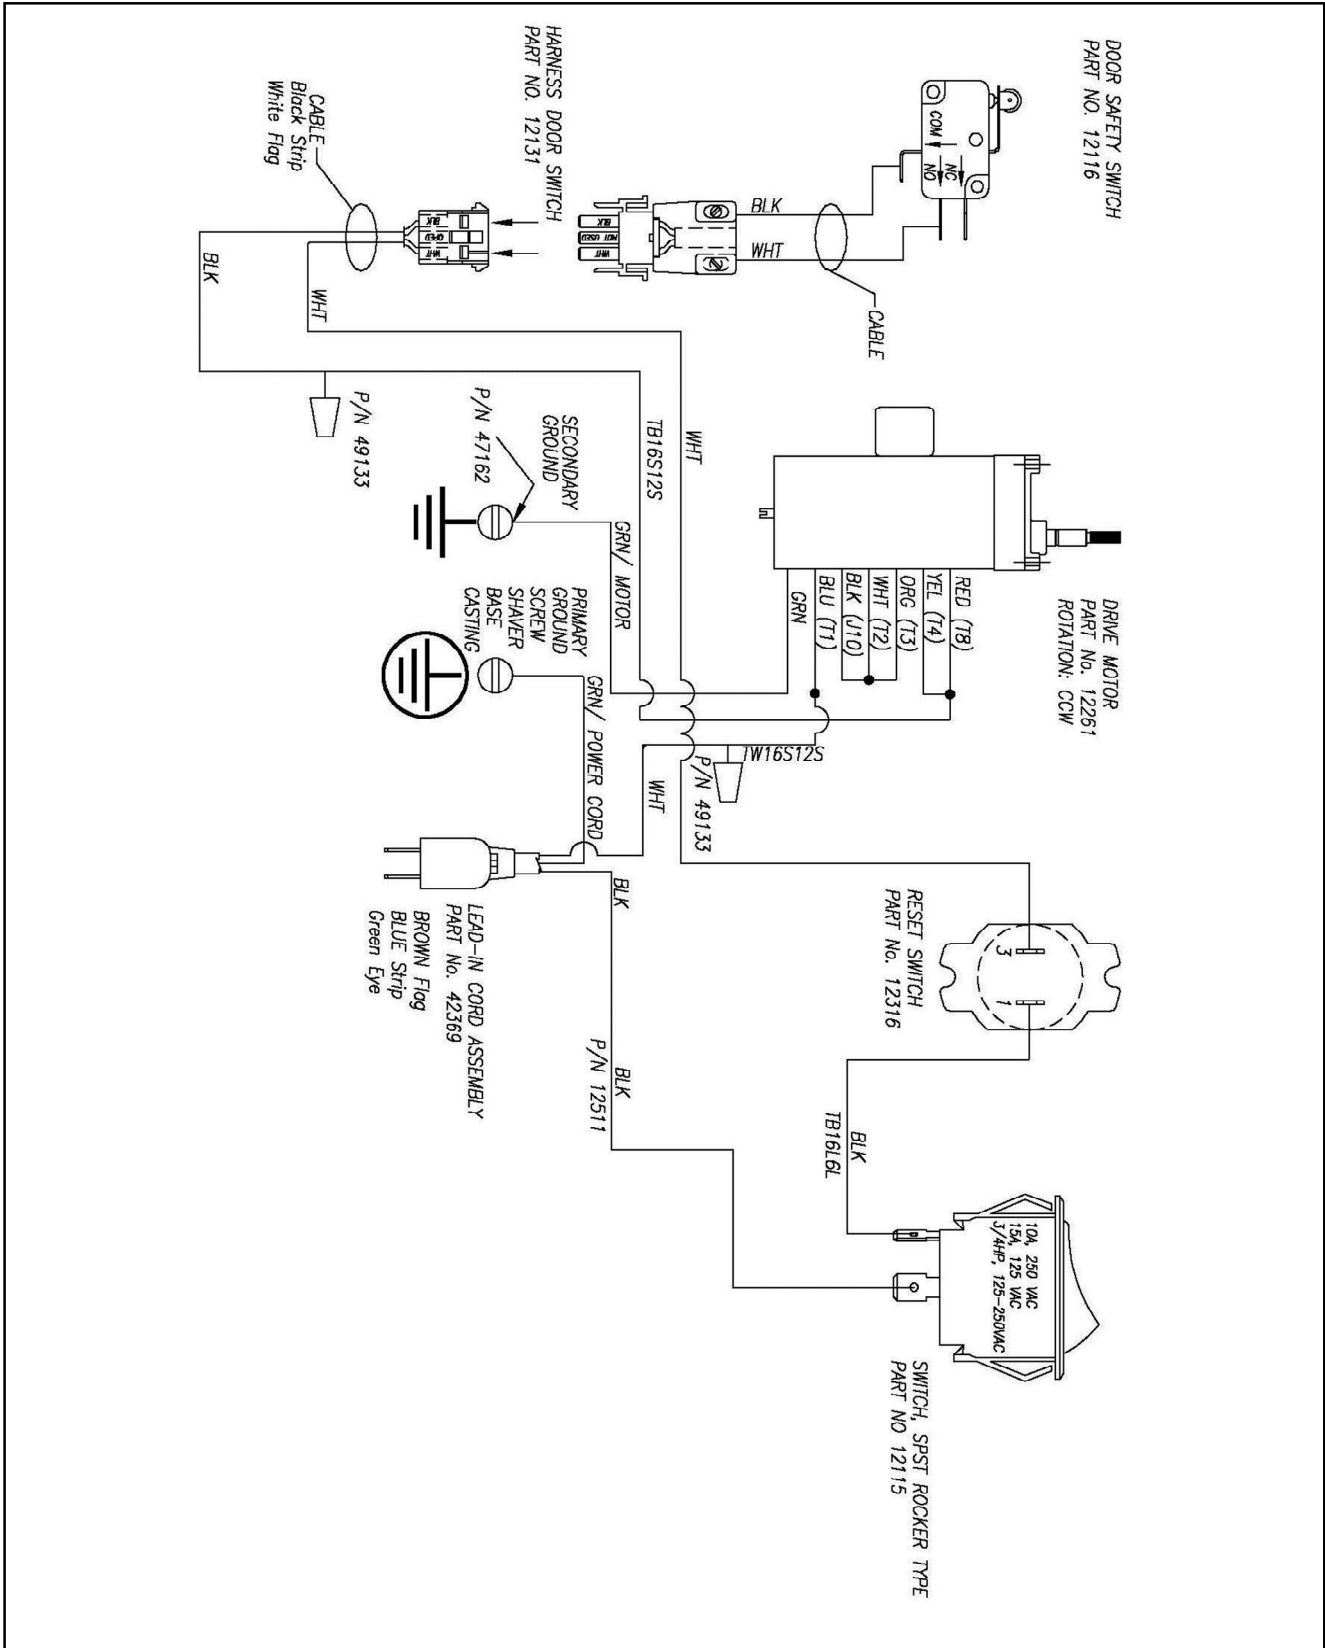 DOOR SAFETY SWITCH
PART NO. 12116
COM
NC
NO
BLK
WHT
CABLE
HARNESS DOOR SWITCH
PART NO. 12131
BLK
NOT USED
WHT
BLK
WHT
CABLE
Black Strip
White Flag
BLK
WHT
P/N 49133
WHT
TB16S12S
DRIVE MOTOR
PART No. 12261
ROTATION: CCW
RED (T8)
YEL (T4)
ORG (T3)
WHT (T2)
BLK (J10)
BLU (T1)
GRN
SECONDARY
GROUND
P/N 47162
GRN/ MOTOR
PRIMARY
GROUND
SCREW
SHAVER
BASE
CASTING
GRN/ POWER CORD
TW16S12S
P/N 49133
WHT
BLK
LEAD-IN CORD ASSEMBLY
PART No. 42369
BROWN Flag
BLUE Strip
Green Eye
RESET SWITCH
PART No. 12316
3
1
BLK
P/N 12511
BLK
TB16L6L
10A, 250 VAC
15A, 125 VAC
3/4HP, 125-250VAC
SWITCH, SPST ROCKER TYPE
PART NO 12115